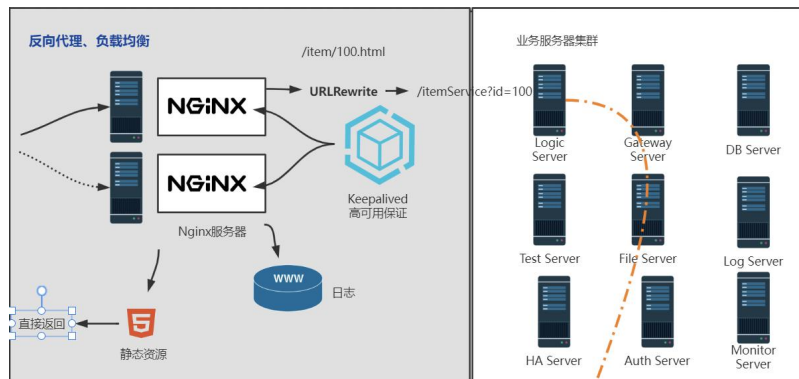 反向代理、负载均衡
/item/100.html
URLRewrite
/itemService?id=100
NGINX
NGINX
Keepalived
高可用保证
Nginx服务器
WWW
日志
直接返回
静态资源
业务服务器集群
Logic
Server
Gateway
Server
DB Server
Test Server
File Server
Log Server
HA Server
Auth Server
Monitor
Server